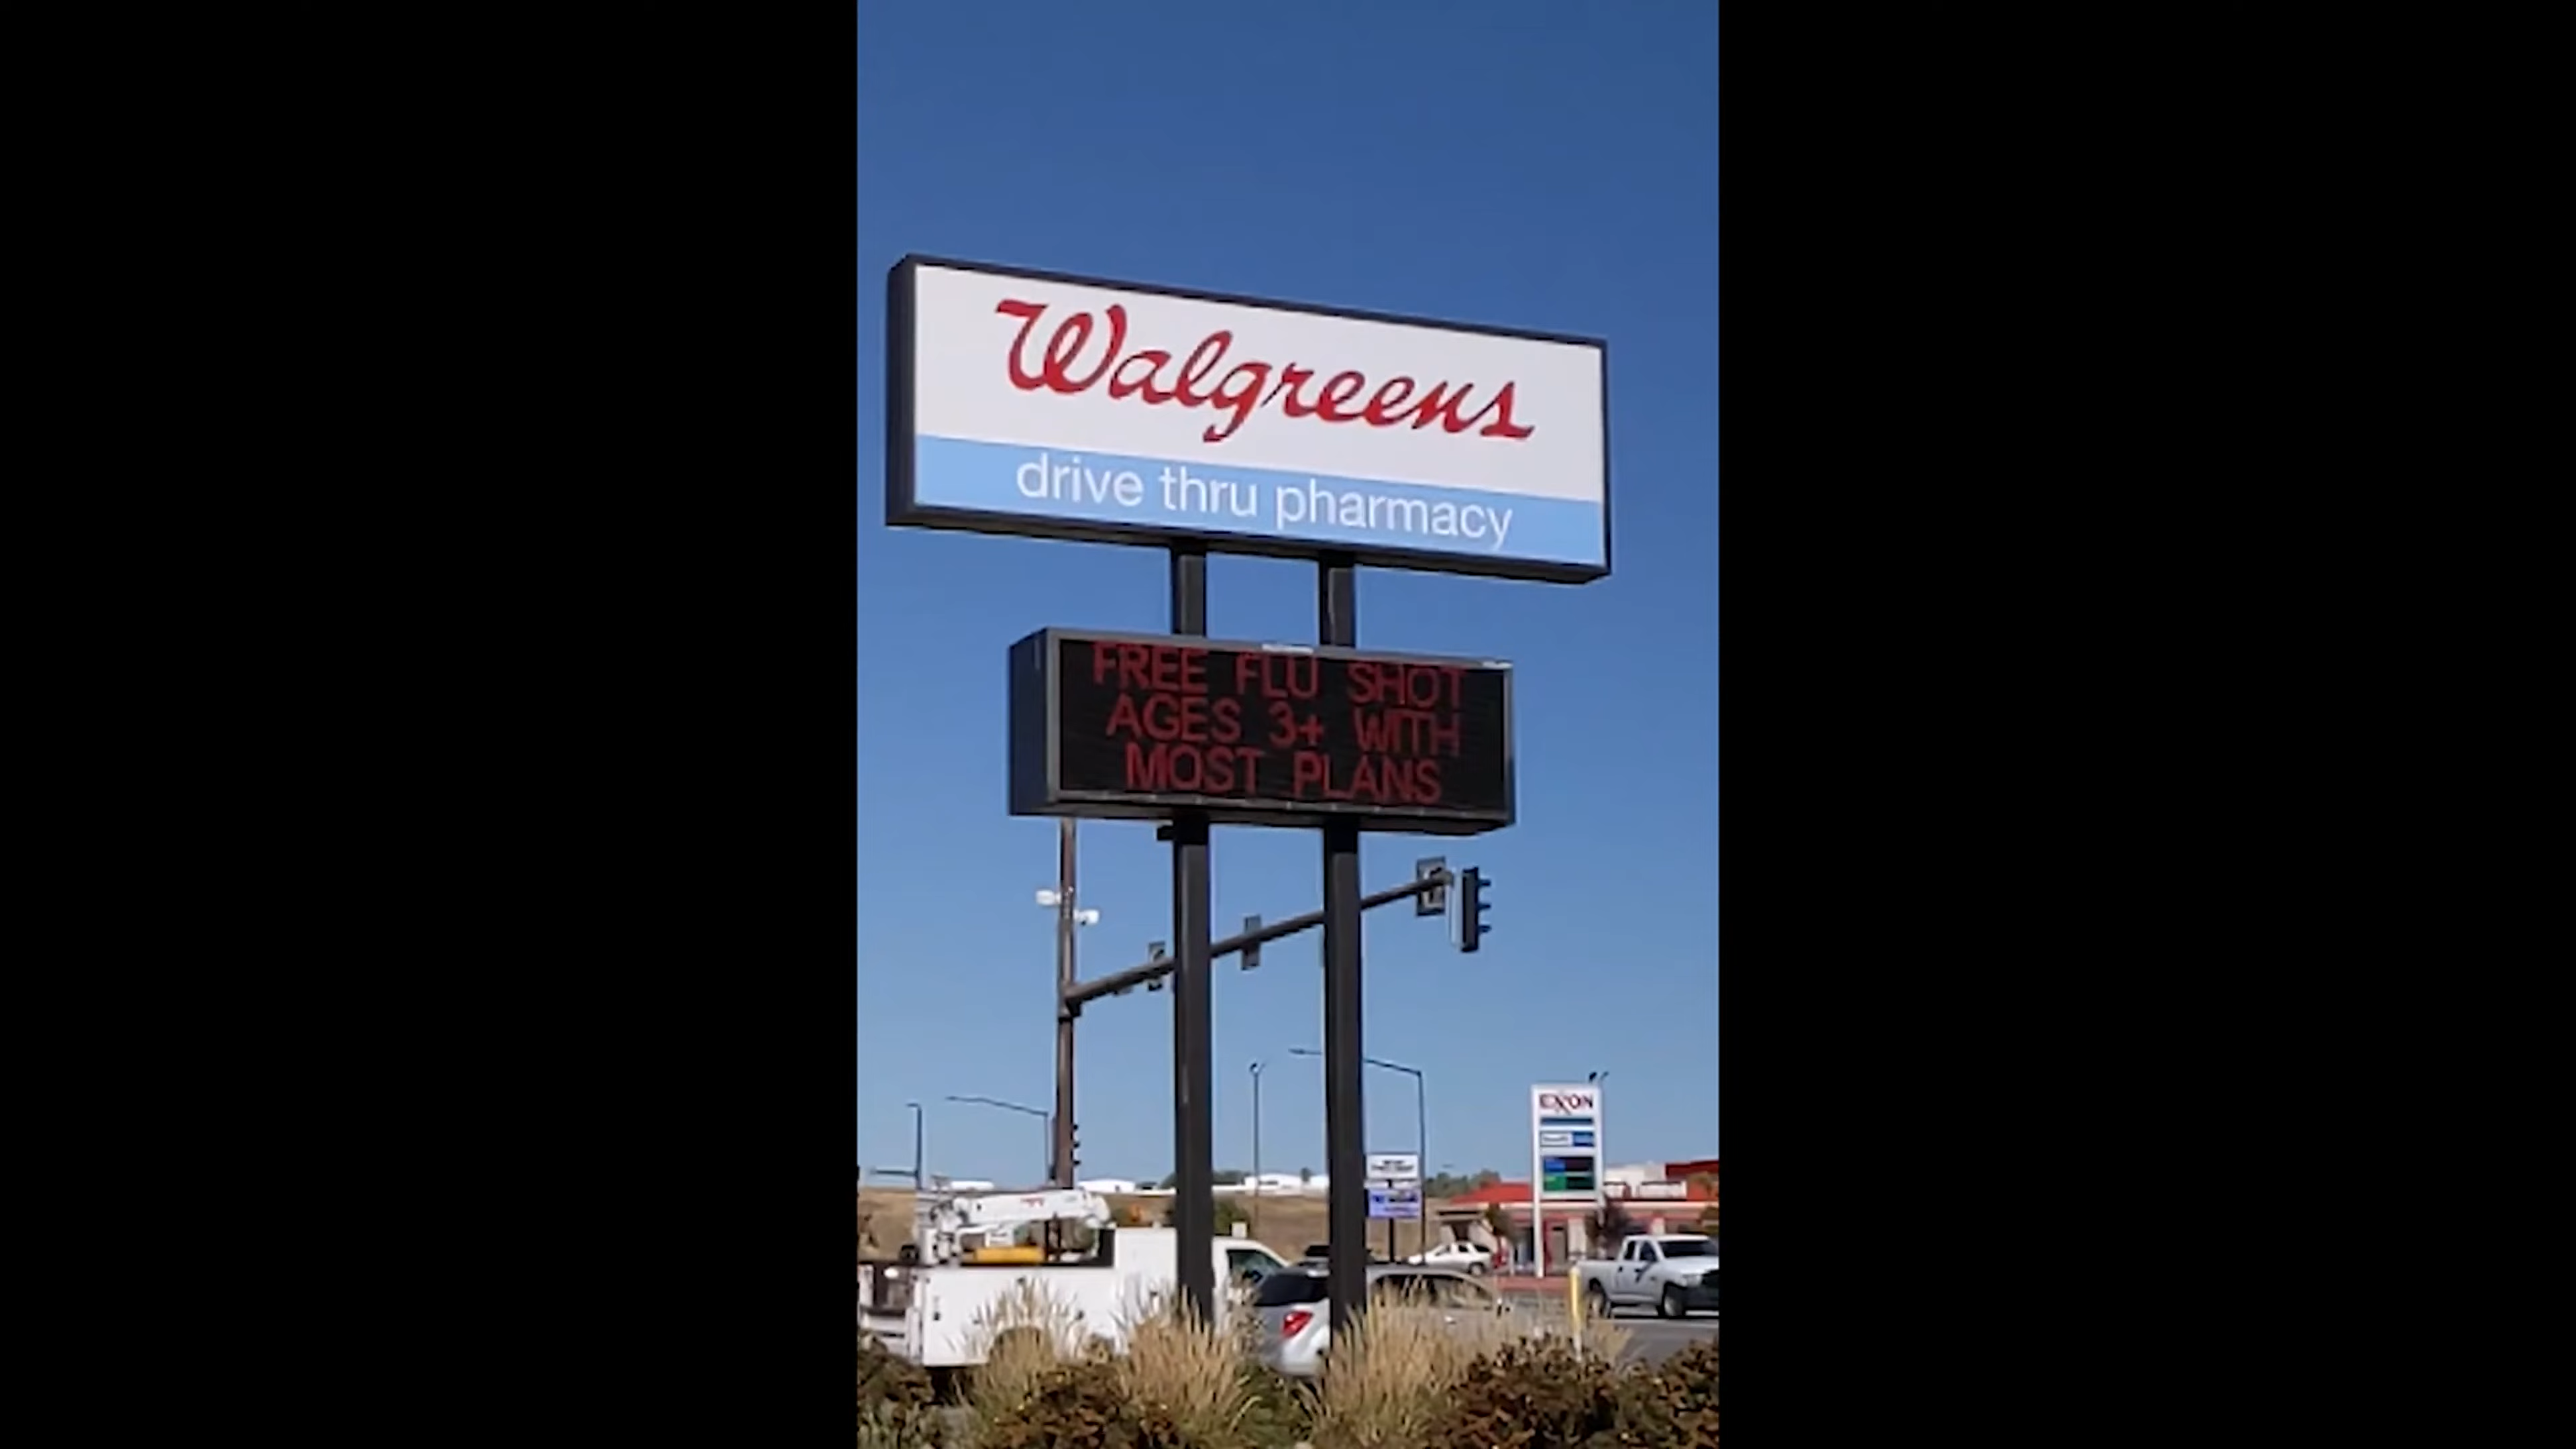 Walgreens
drive thru pharmacy
FREE FLU SHOT
AGES 3+ WITH
MOST PLANS
EXXON